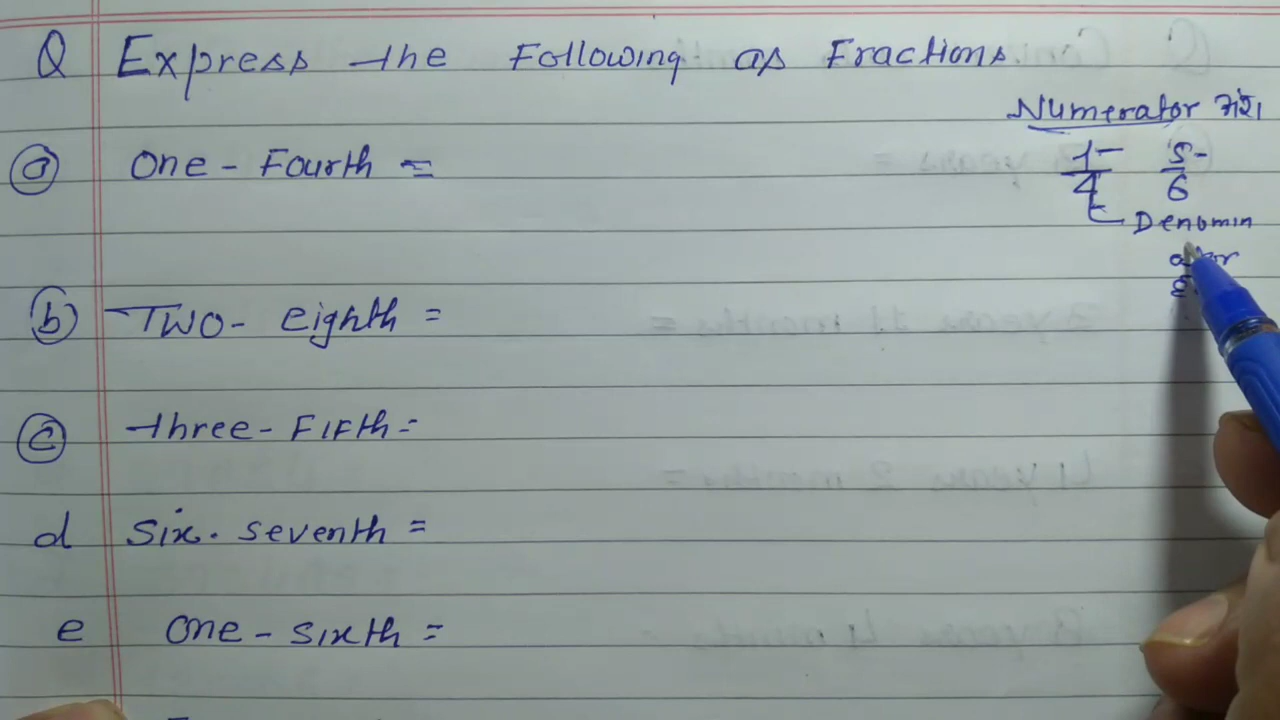 Q Express the Following as Fractions.
Numerator अंश
(a) One - Fourth =
1/4 5/6
Denomin
ator
(b) Two - eighth =
(c) three - Fifth =
d Six - seventh =
e One - sixth =